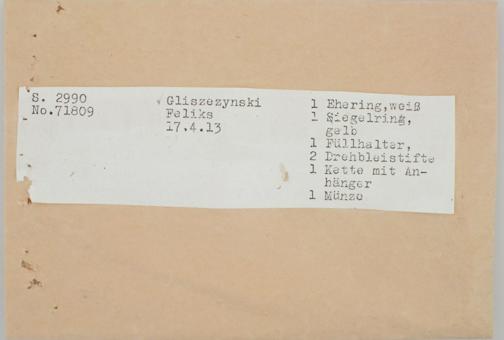 S. 2990
No.71809
Gliszezynski
Feliks
17.4.13
1 Ehering,weiß
1 Siegelring,
gelb
1 Füllhalter,
2 Drehbleistifte
1 Kette mit An-
hänger
1 Münze